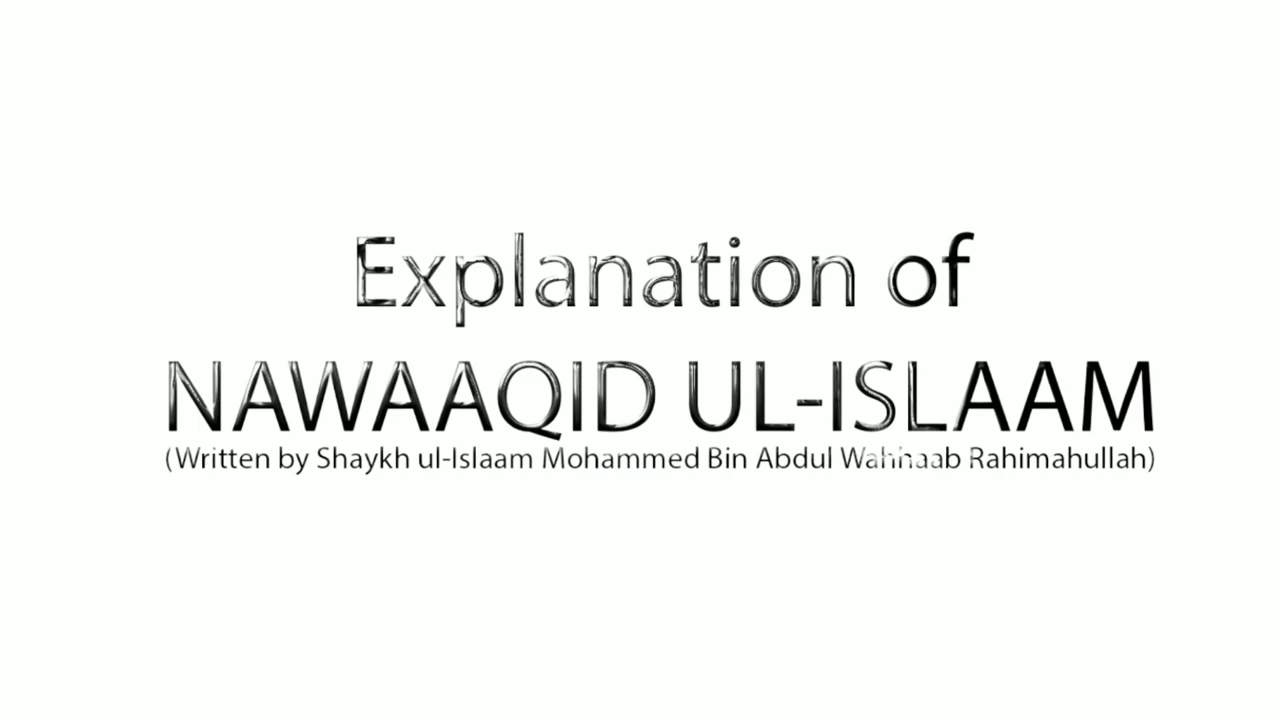 Explanation of
NAWAAQID UL-ISLAAM
(Written by Shaykh ul-Islaam Mohammed Bin Abdul Wahhaab Rahimahullah)